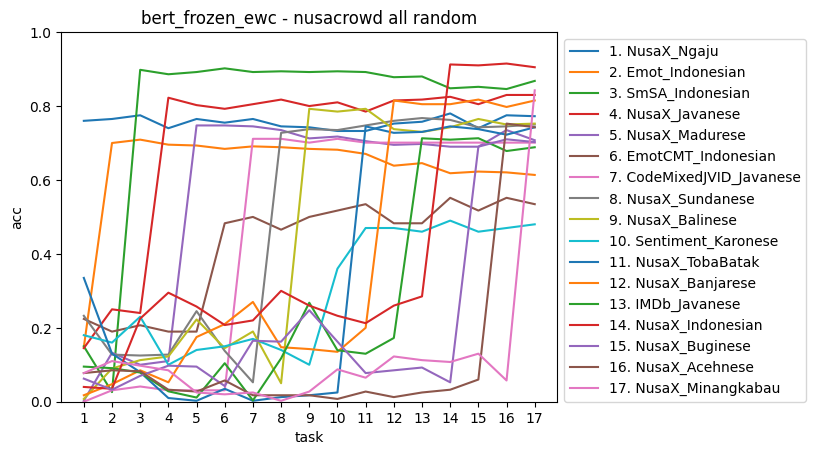 bert_frozen_ewc - nusacrowd all random
1.0
0.8
0.6
0.4
0.2
0.0
acc
1 2 3 4 5 6 7 8 9 10 11 12 13 14 15 16 17
task
1. NusaX_Ngaju
2. Emot_Indonesian
3. SmSA_Indonesian
4. NusaX_Javanese
5. NusaX_Madurese
6. EmotCMT_Indonesian
7. CodeMixedJVID_Javanese
8. NusaX_Sundanese
9. NusaX_Balinese
10. Sentiment_Karonese
11. NusaX_TobaBatak
12. NusaX_Banjarese
13. IMDb_Javanese
14. NusaX_Indonesian
15. NusaX_Buginese
16. NusaX_Acehnese
17. NusaX_Minangkabau